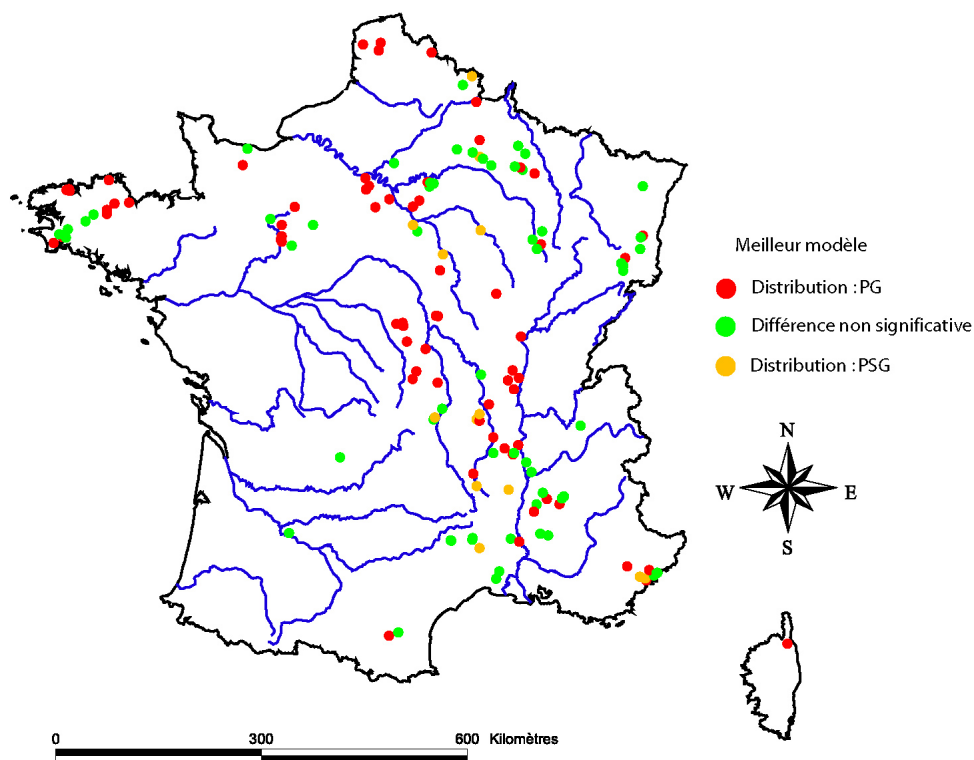 Meilleur modèle
Distribution : PG
Différence non significative
Distribution : PSG
N
W E
S
0 300 600 Kilomètres